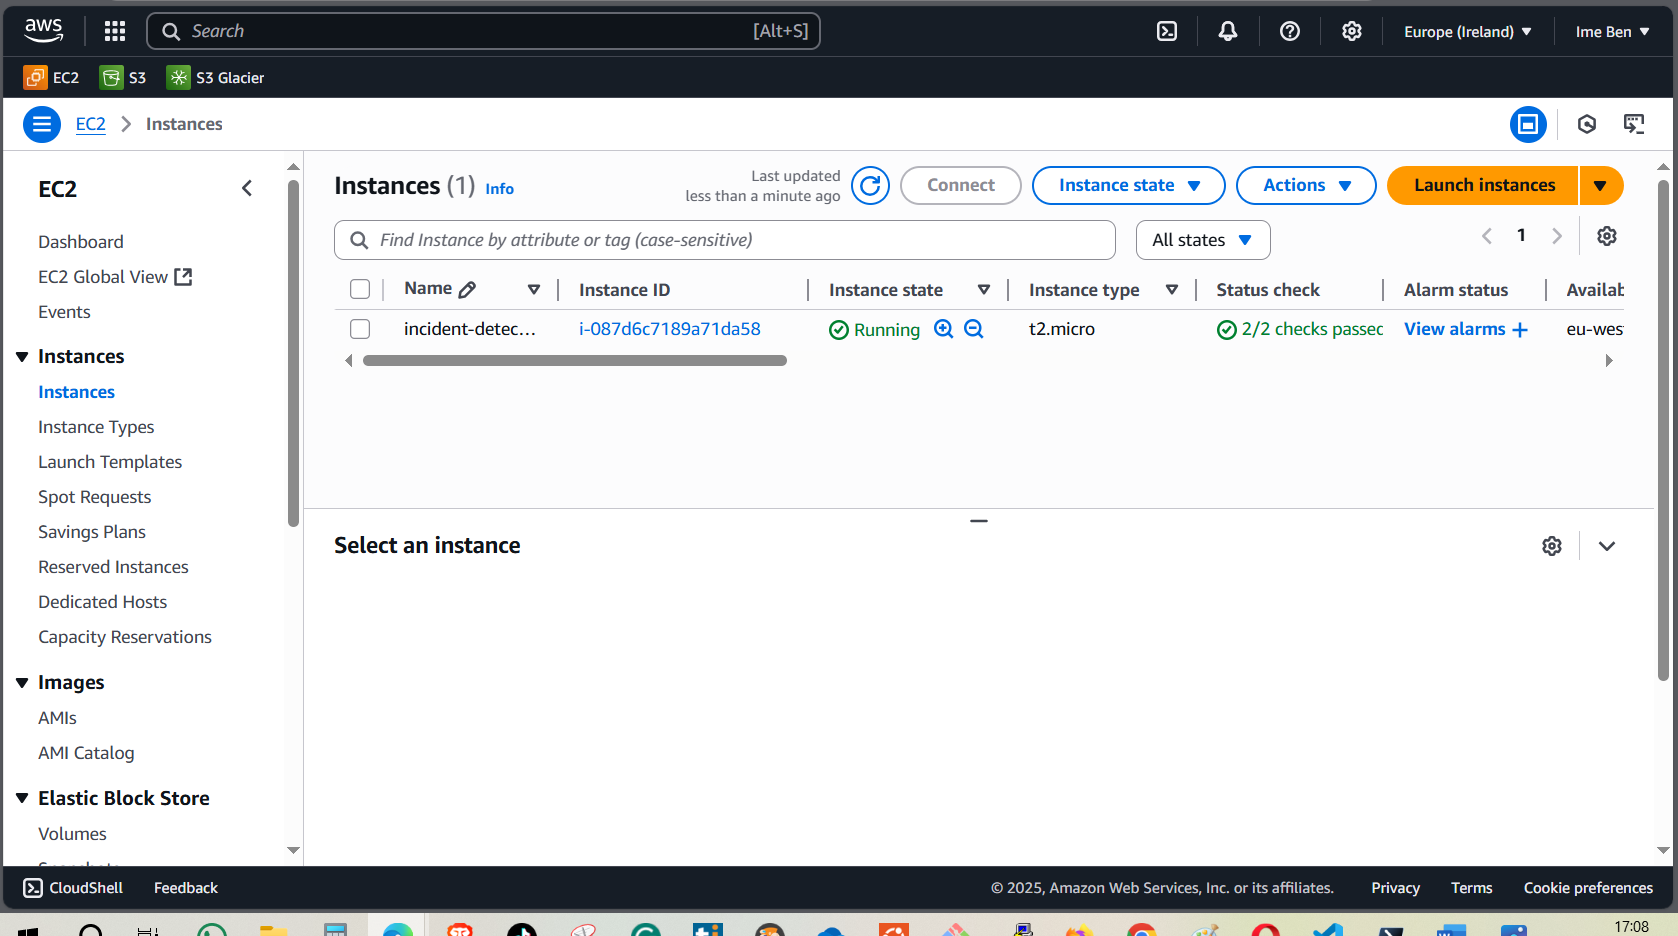 aws
Search [Alt+S]
Europe (Ireland)
Ime Ben
EC2
S3
S3 Glacier
EC2 Instances
EC2
Dashboard
EC2 Global View
Events
Instances
Instances
Instance Types
Launch Templates
Spot Requests
Savings Plans
Reserved Instances
Dedicated Hosts
Capacity Reservations
Images
AMIs
AMI Catalog
Elastic Block Store
Volumes
Instances (1) Info
Last updated
less than a minute ago
Connect
Instance state
Actions
Launch instances
Find Instance by attribute or tag (case-sensitive)
All states
1
Name Instance ID Instance state Instance type Status check Alarm status Availab
incident-detec... i-087d6c7189a71da58 Running t2.micro 2/2 checks passec View alarms + eu-wes
Select an instance
CloudShell Feedback © 2025, Amazon Web Services, Inc. or its affiliates. Privacy Terms Cookie preferences
17:08